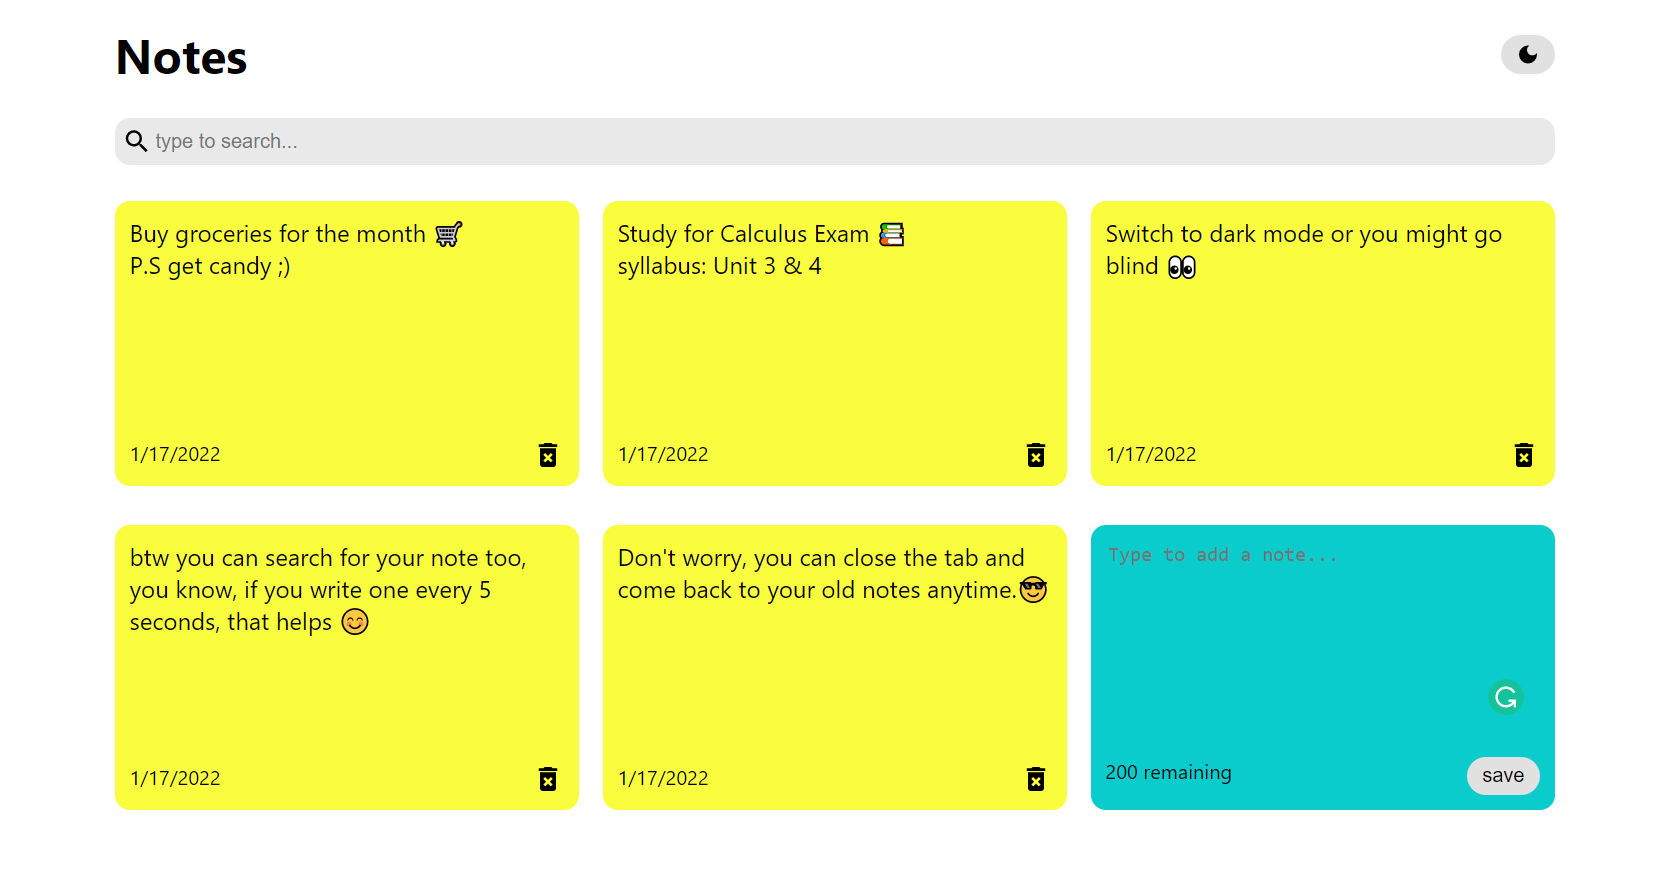 Notes
type to search...
Buy groceries for the month 🛒
P.S get candy ;)
1/17/2022
Study for Calculus Exam 📚
syllabus: Unit 3 & 4
1/17/2022
Switch to dark mode or you might go
blind 👀
1/17/2022
btw you can search for your note too,
you know, if you write one every 5
seconds, that helps 😊
1/17/2022
Don't worry, you can close the tab and
come back to your old notes anytime.😎
1/17/2022
Type to add a note...
200 remaining
save